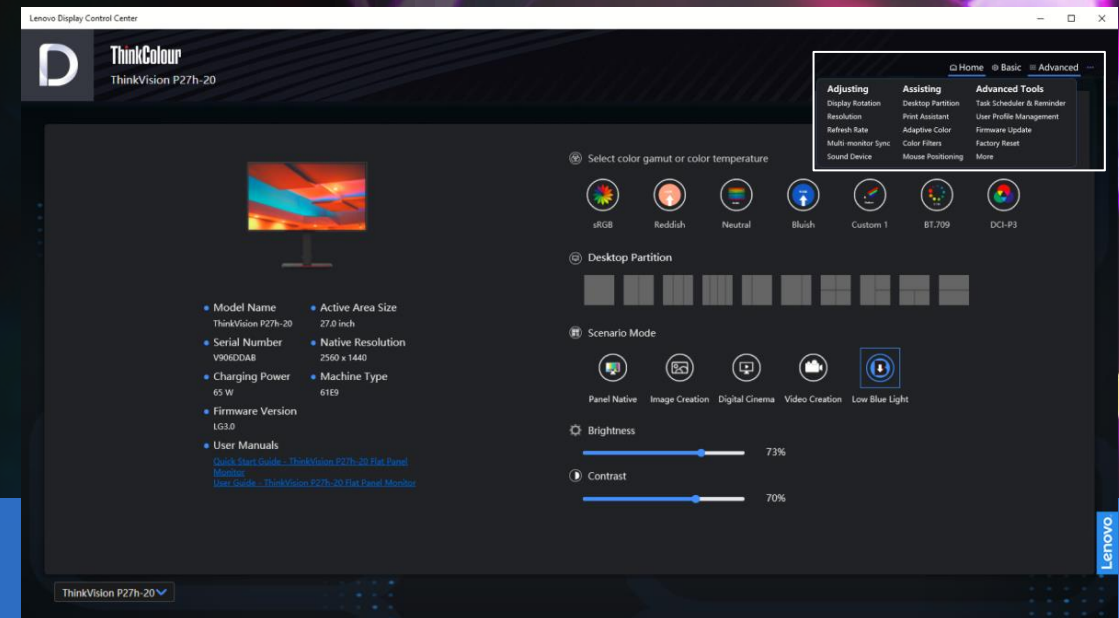 Lenovo Display Control Center
D
ThinkColour
ThinkVision P27h-20
Home Basic Advanced
Adjusting Assisting Advanced Tools
Display Rotation Desktop Partition Task Scheduler & Reminder
Resolution Print Assistant User Profile Management
Refresh Rate Adaptive Color Firmware Update
Multi-monitor Sync Color Filters Factory Reset
Sound Device Mouse Positioning More
Select color gamut or color temperature
sRGB Reddish Neutral Bluish Custom 1 BT.709 DCI-P3
Desktop Partition
Model Name Active Area Size
ThinkVision P27h-20 27.0 inch
Serial Number Native Resolution
V906DDAB 2560 x 1440
Charging Power Machine Type
65 W 61E9
Firmware Version
LG3.0
User Manuals
Quick Start Guide - ThinkVision P27h-20 Flat Panel
Monitor
User Guide - ThinkVision P27h-20 Flat Panel Monitor
Scenario Mode
Panel Native Image Creation Digital Cinema Video Creation Low Blue Light
Brightness
73%
Contrast
70%
Lenovo
ThinkVision P27h-20